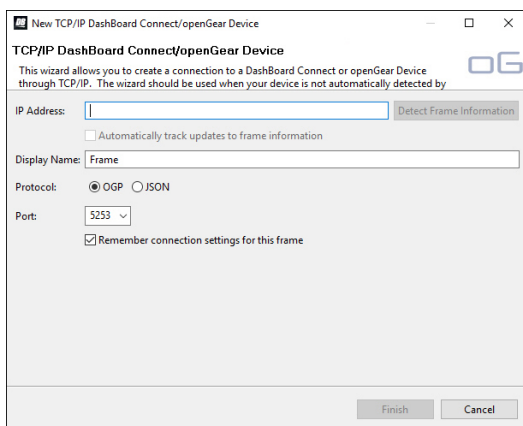 New TCP/IP DashBoard Connect/openGear Device
TCP/IP DashBoard Connect/openGear Device
This wizard allows you to create a connection to a DashBoard Connect or openGear Device
through TCP/IP. The wizard should be used when your device is not automatically detected by
oG
IP Address:
Detect Frame Information
Automatically track updates to frame information
Display Name: Frame
Protocol: OGP JSON
Port: 5253
Remember connection settings for this frame
Finish Cancel